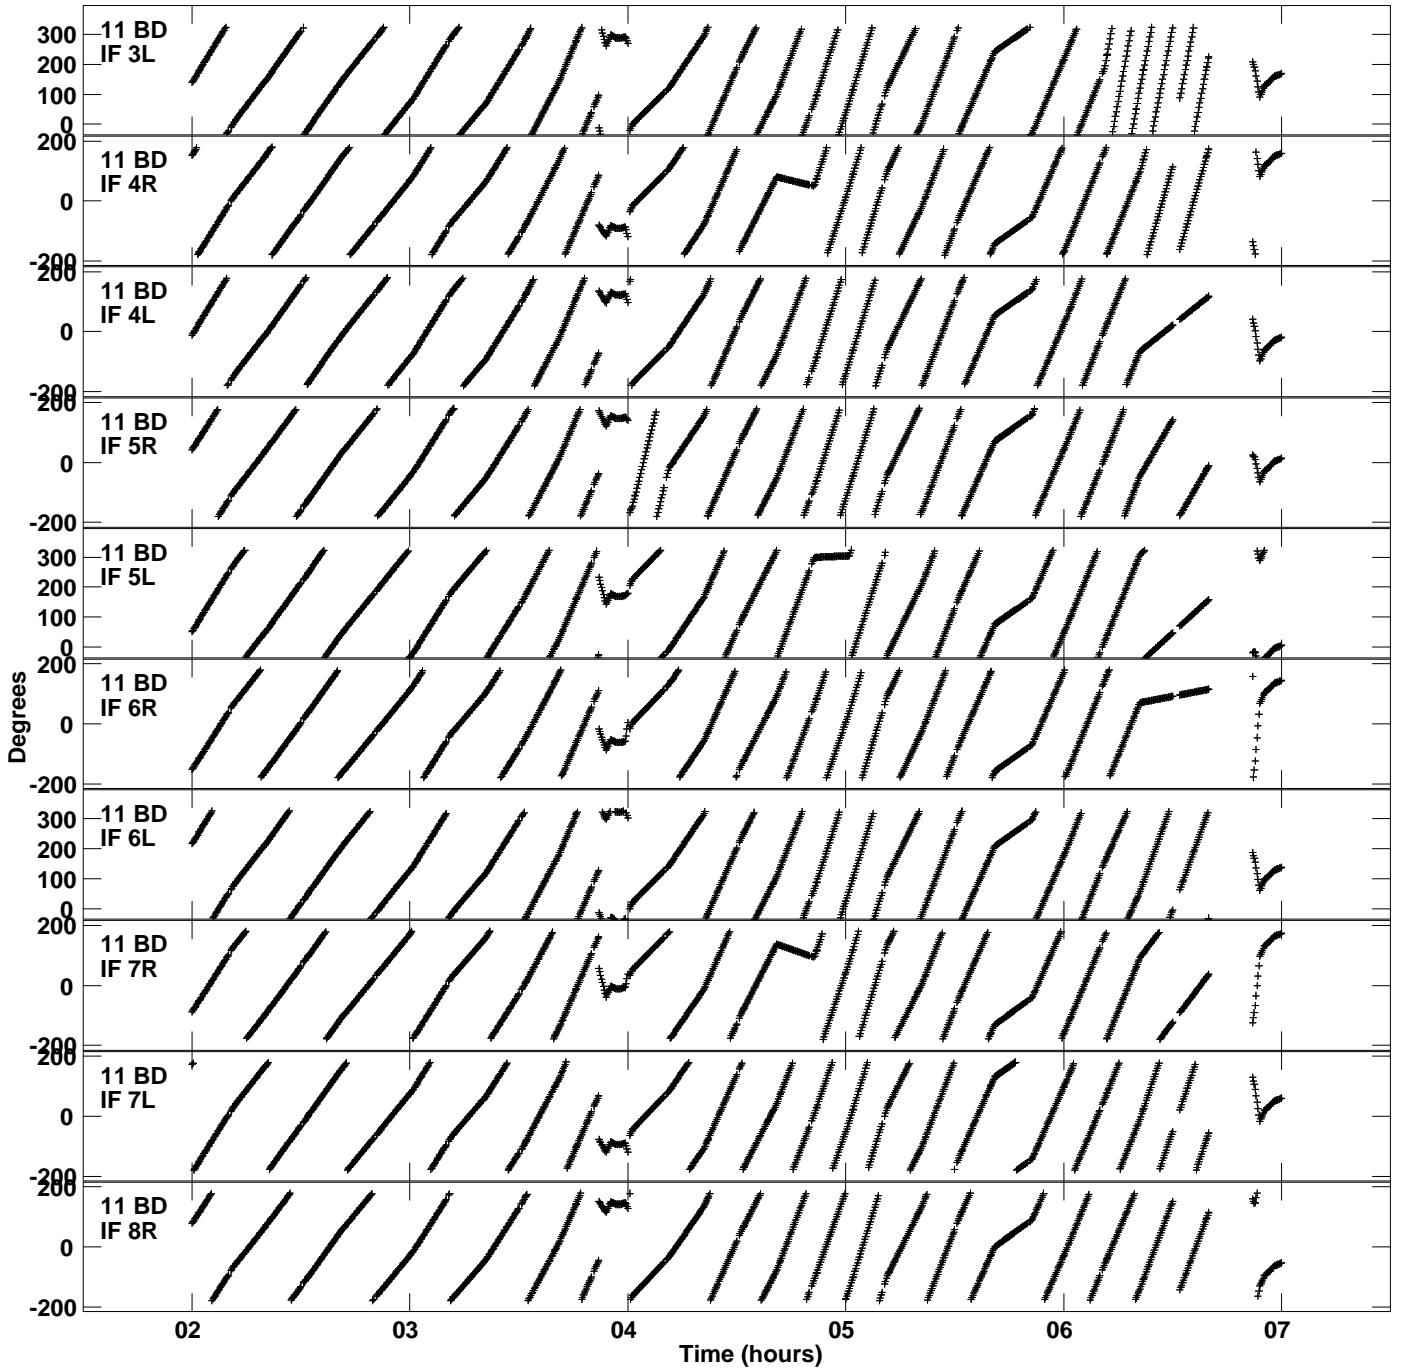 11 BD
IF 3L
300
200
100
0
200
11 BD
IF 4R
0
-200
200
11 BD
IF 4L
0
-200
200
11 BD
IF 5R
0
-200
11 BD
IF 5L
300
200
100
0
200
11 BD
IF 6R
0
-200
11 BD
IF 6L
300
200
100
0
200
11 BD
IF 7R
0
-200
200
11 BD
IF 7L
0
-200
200
11 BD
IF 8R
0
-200
Degrees
02 03 04 05 06 07
Time (hours)